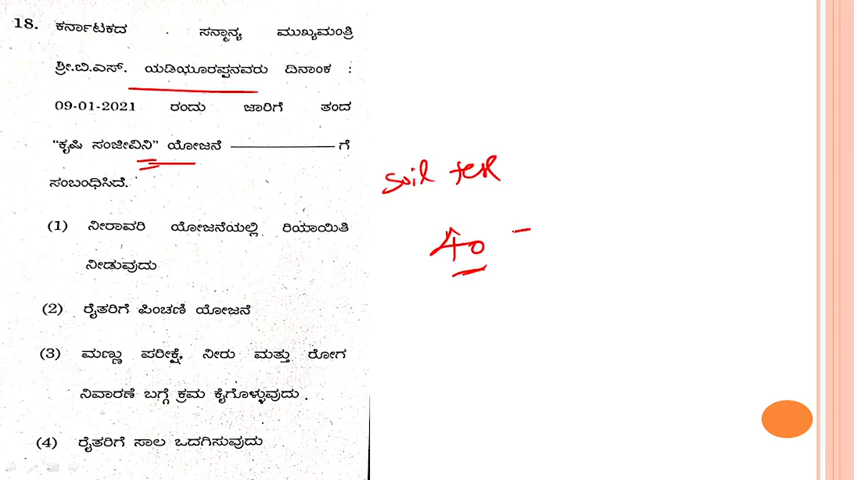 18. ಕರ್ನಾಟಕದ ಸನ್ಮಾನ್ಯ ಮುಖ್ಯಮಂತ್ರಿ
ಶ್ರೀ.ಬಿ.ಎಸ್. ಯಡಿಯೂರಪ್ಪನವರು ದಿನಾಂಕ :
09-01-2021 ರಂದು ಜಾರಿಗೆ ತಂದ
"ಕೃಷಿ ಸಂಜೀವಿನಿ" ಯೋಜನೆ ———— ಗೆ
ಸಂಬಂಧಿಸಿದೆ.
(1) ನೀರಾವರಿ ಯೋಜನೆಯಲ್ಲಿ ರಿಯಾಯಿತಿ
ನೀಡುವುದು
(2) ರೈತರಿಗೆ ಪಿಂಚಣಿ ಯೋಜನೆ
(3) ಮಣ್ಣು ಪರೀಕ್ಷೆ, ನೀರು ಮತ್ತು ರೋಗ
ನಿವಾರಣೆ ಬಗ್ಗೆ ಕ್ರಮ ಕೈಗೊಳ್ಳುವುದು .
(4) ರೈತರಿಗೆ ಸಾಲ ಒದಗಿಸುವುದು
soil
40 –